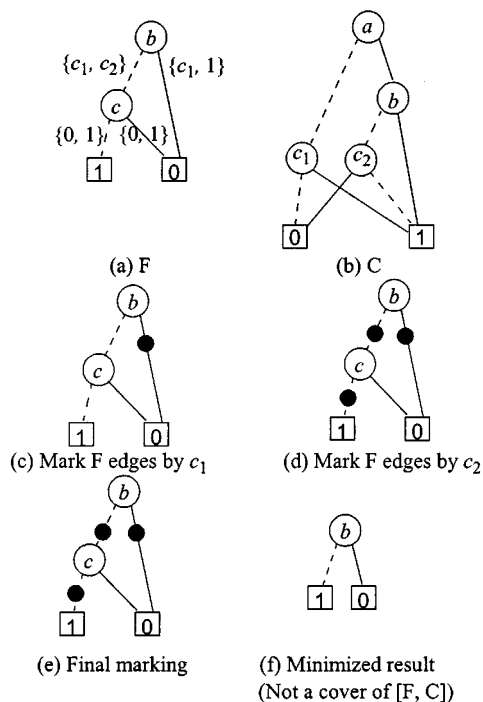 b
{c₁, c₂}
{c₁, 1}
c
{0, 1}
{0, 1}
1
0
(a) F
a
b
c₁
c₂
0
1
(b) C
b
c
1
0
(c) Mark F edges by c₁
b
c
1
0
(d) Mark F edges by c₂
b
c
1
0
(e) Final marking
b
1
0
(f) Minimized result
(Not a cover of [F, C])